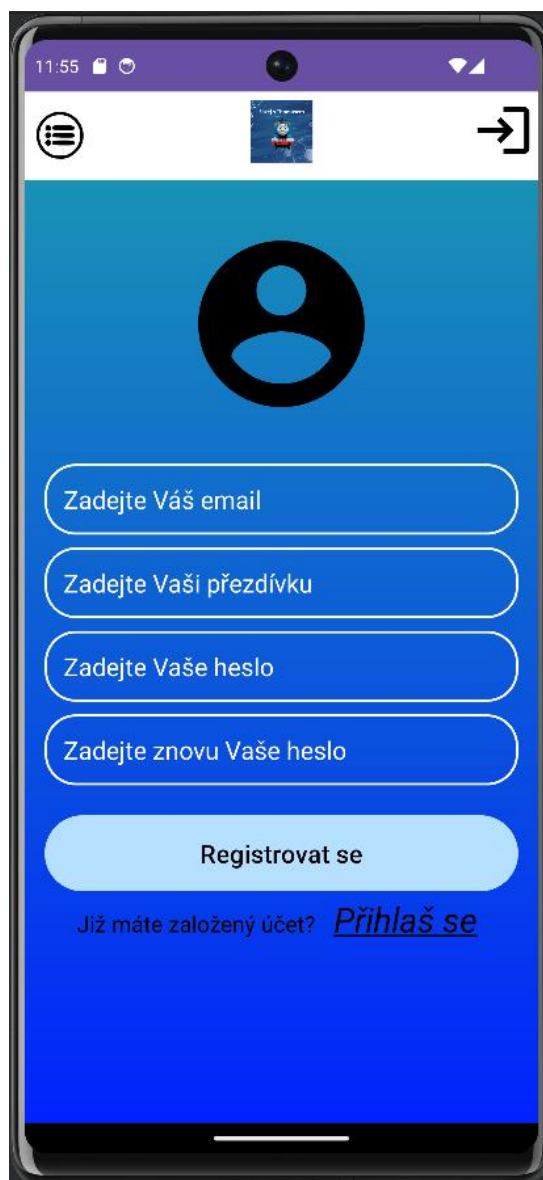 11:55
Zadejte Váš email
Zadejte Vaši přezdívku
Zadejte Vaše heslo
Zadejte znovu Vaše heslo
Registrovat se
Již máte založený účet? Přihlaš se